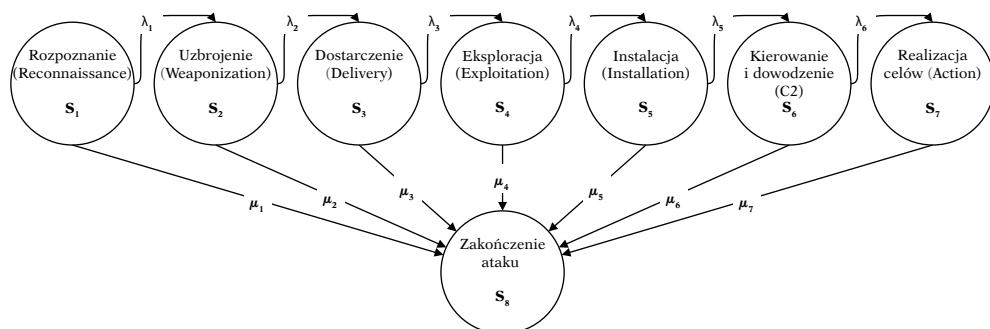 λ₁ λ₂ λ₃ λ₄ λ₅ λ₆
Rozpoznanie
(Reconnaissance)
S₁
Uzbrojenie
(Weaponization)
S₂
Dostarczenie
(Delivery)
S₃
Eksploracja
(Exploitation)
S₄
Instalacja
(Installation)
S₅
Kierowanie
i dowodzenie
(C2)
S₆
Realizacja
celów (Action)
S₇
μ₁ μ₂ μ₃ μ₄ μ₅ μ₆ μ₇
Zakończenie
ataku
S₈